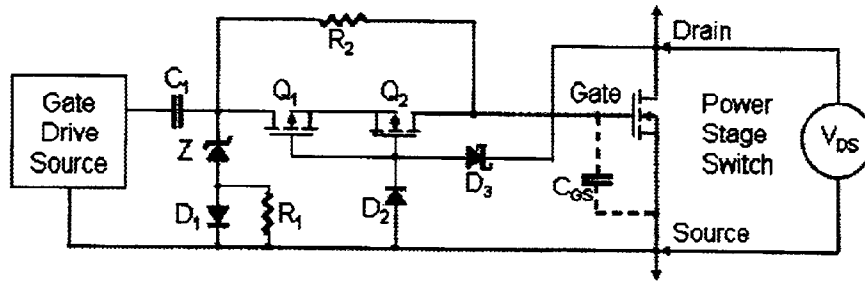 Drain
R2
C1
Q1
Q2
Gate
Drive
Source
Gate
Power
Stage
Switch
VDS
Z
D3
CGS
D1
R1
D2
Source